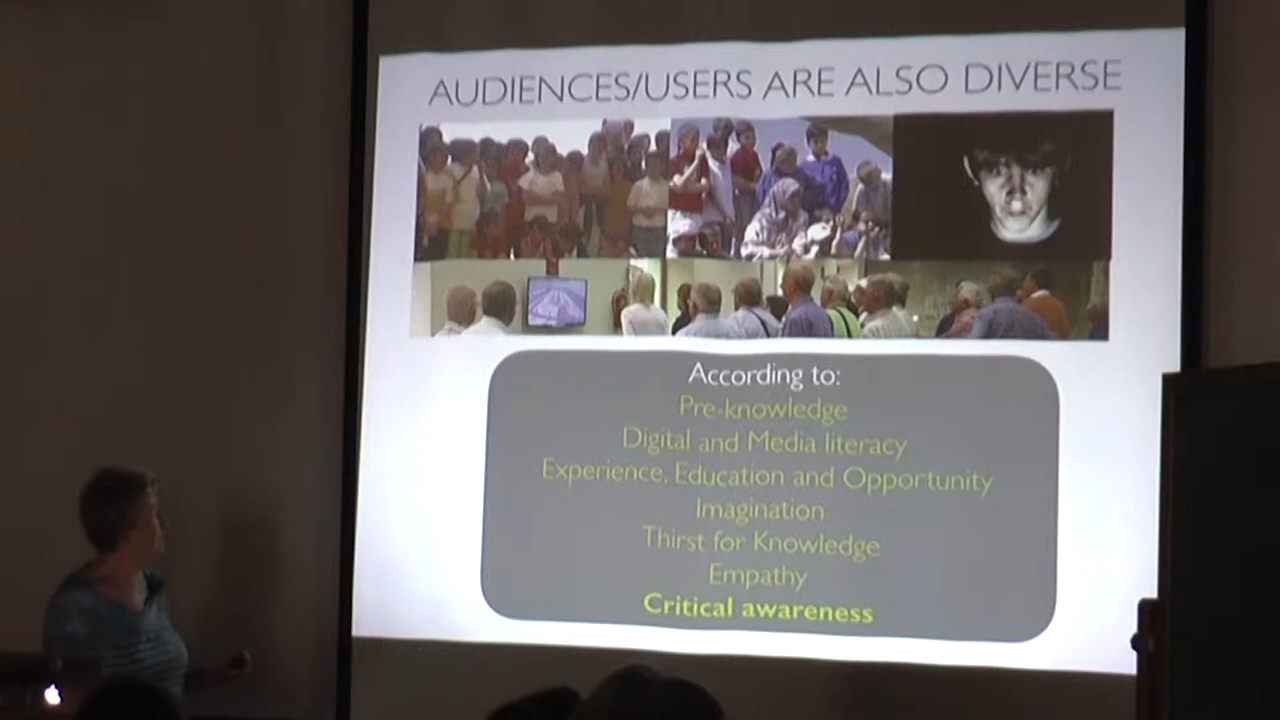 AUDIENCES/USERS ARE ALSO DIVERSE
According to:
Pre-knowledge
Digital and Media literacy
Experience, Education and Opportunity
Imagination
Thirst for Knowledge
Empathy
Critical awareness